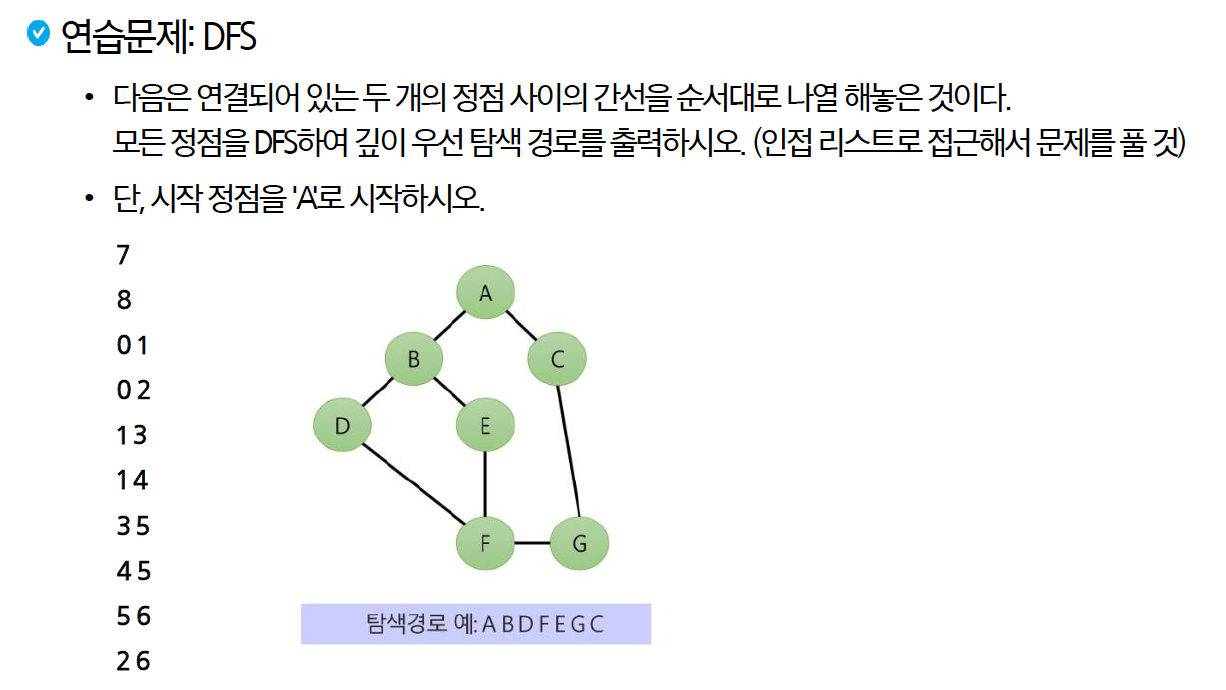 연습문제: DFS
• 다음은 연결되어 있는 두 개의 정점 사이의 간선을 순서대로 나열 해놓은 것이다.
모든 정점을 DFS하여 깊이 우선 탐색 경로를 출력하시오. (인접 리스트로 접근해서 문제를 풀 것)
• 단, 시작 정점을 'A'로 시작하시오.
7
8
0 1
0 2
1 3
1 4
3 5
4 5
5 6
2 6
A
B
C
D
E
F
G
탐색경로 예: A B D F E G C